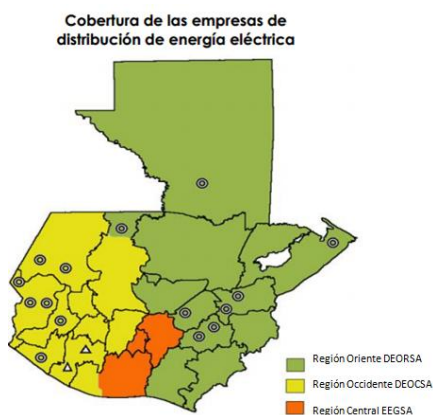 Cobertura de las empresas de
distribución de energía eléctrica
Región Oriente DEORSA
Región Occidente DEOCSA
Región Central EEGSA